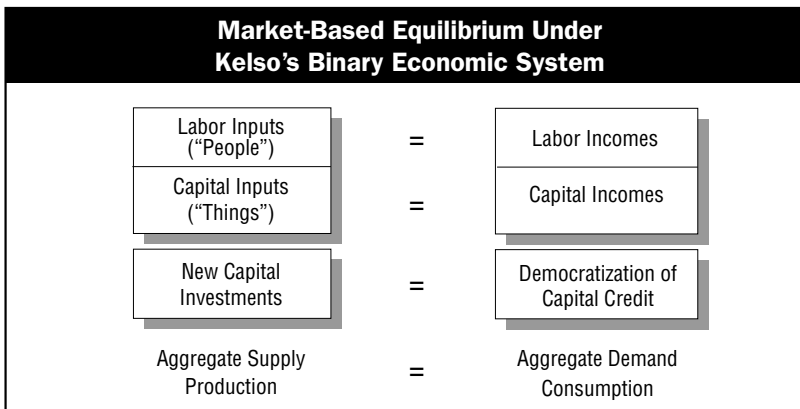 Market-Based Equilibrium Under
Kelso's Binary Economic System
Labor Inputs
("People")
=
Labor Incomes
Capital Inputs
("Things")
=
Capital Incomes
New Capital
Investments
=
Democratization of
Capital Credit
Aggregate Supply
Production
=
Aggregate Demand
Consumption